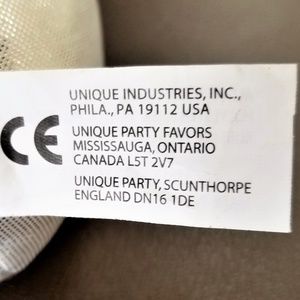 UNIQUE INDUSTRIES, INC.,
PHILA., PA 19112 USA
CE
UNIQUE PARTY FAVORS
MISSISSAUGA, ONTARIO
CANADA L5T 2V7
UNIQUE PARTY, SCUNTHORPE
ENGLAND DN16 1DE